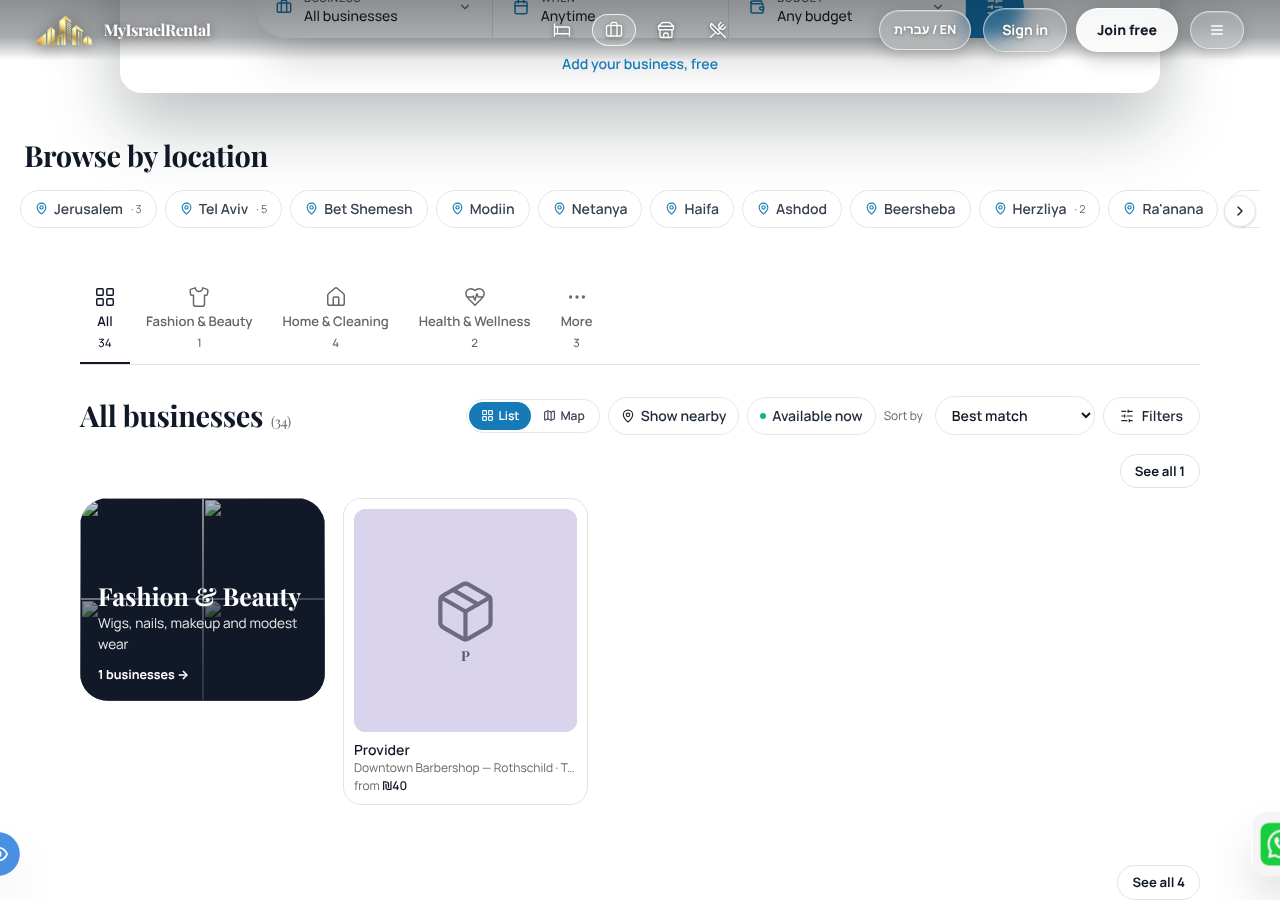 MyIsraelRental
All businesses
Anytime
Any budget
עברית / EN
Sign in
Join free
Add your business, free
Browse by location
Jerusalem · 3
Tel Aviv · 5
Bet Shemesh
Modiin
Netanya
Haifa
Ashdod
Beersheba
Herzliya · 2
Ra'anana
All
34
Fashion & Beauty
1
Home & Cleaning
4
Health & Wellness
2
More
3
All businesses (34)
List
Map
Show nearby
Available now
Sort by
Best match
Filters
See all 1
Fashion & Beauty
Wigs, nails, makeup and modest
wear
1 businesses →
P
Provider
Downtown Barbershop — Rothschild · T...
from ₪40
See all 4